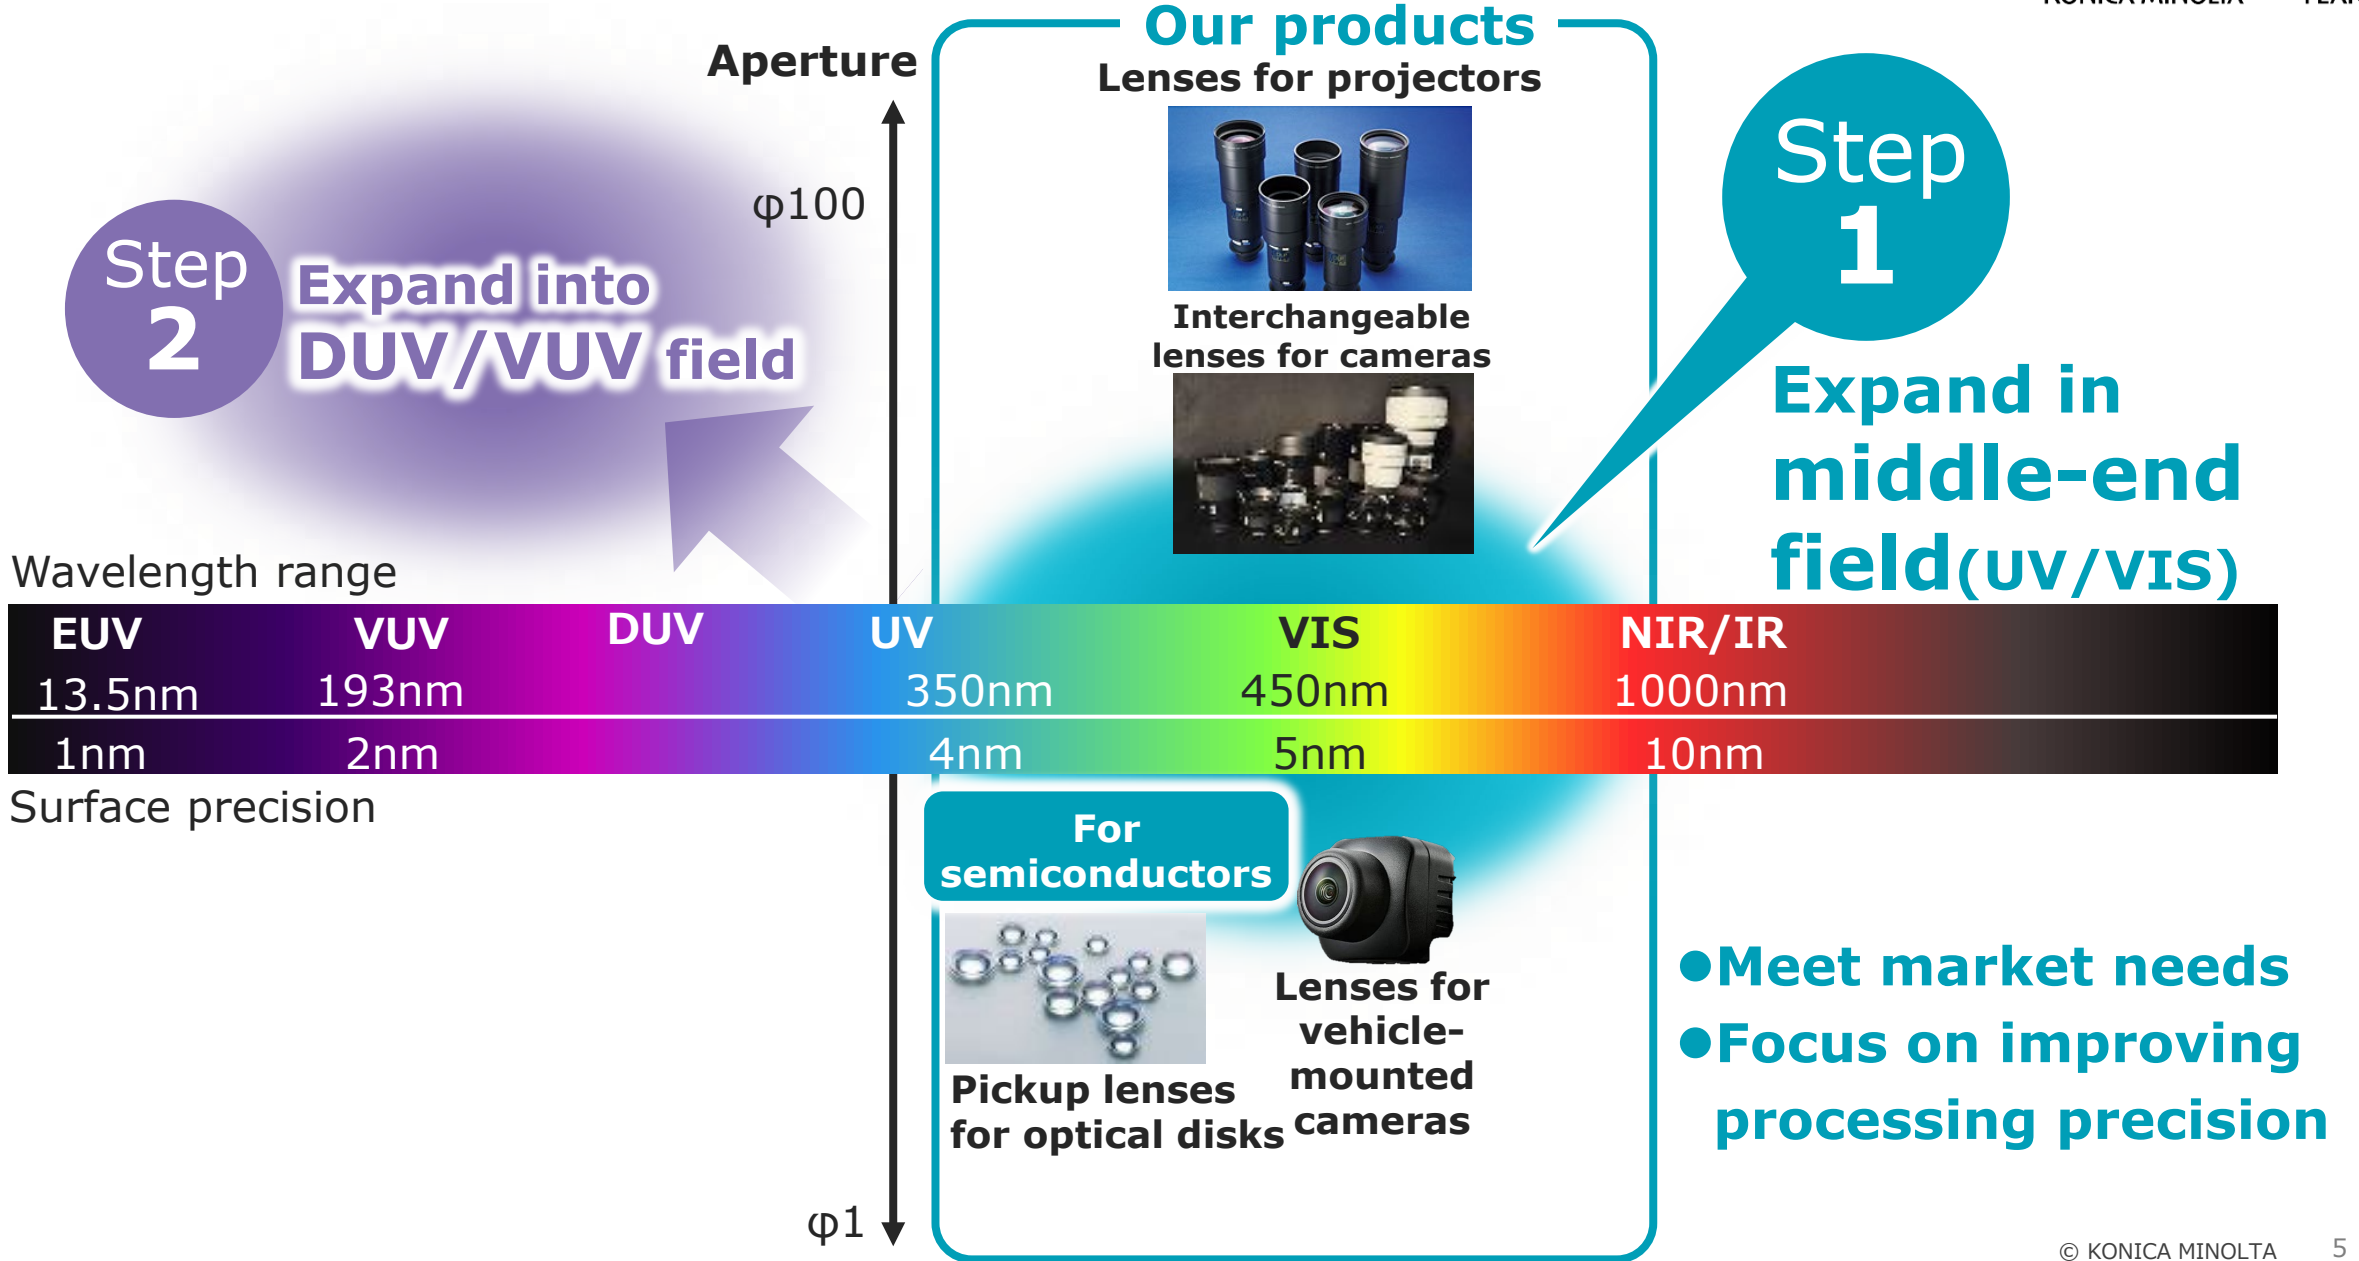 KONICA MINOLTA
Our products
Aperture
Lenses for projectors
Step
1
φ100
Step
2
Expand into
DUV/VUV field
Interchangeable
lenses for cameras
Expand in
middle-end
field(UV/VIS)
Wavelength range
EUV VUV DUV UV VIS NIR/IR
13.5nm 193nm 350nm 450nm 1000nm
1nm 2nm 4nm 5nm 10nm
Surface precision
For
semiconductors
Pickup lenses
for optical disks
Lenses for
vehicle-
mounted
cameras
●Meet market needs
●Focus on improving
processing precision
φ1
© KONICA MINOLTA 5